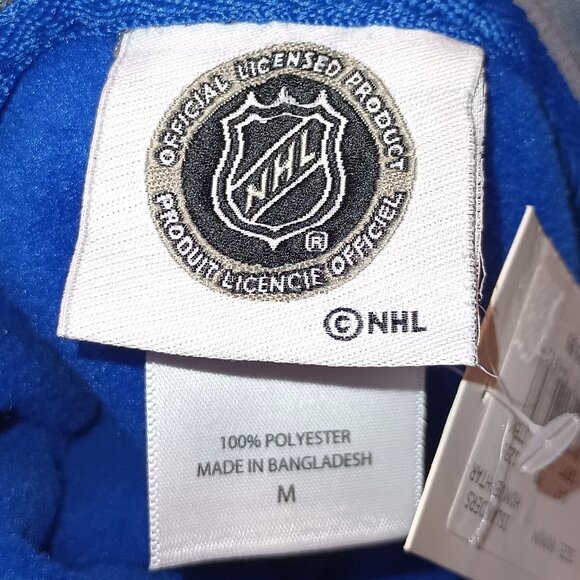 OFFICIAL LICENSED PRODUCT
NHL
®
PRODUIT LICENCIÉ OFFICIEL
© NHL
100% POLYESTER
MADE IN BANGLADESH
M